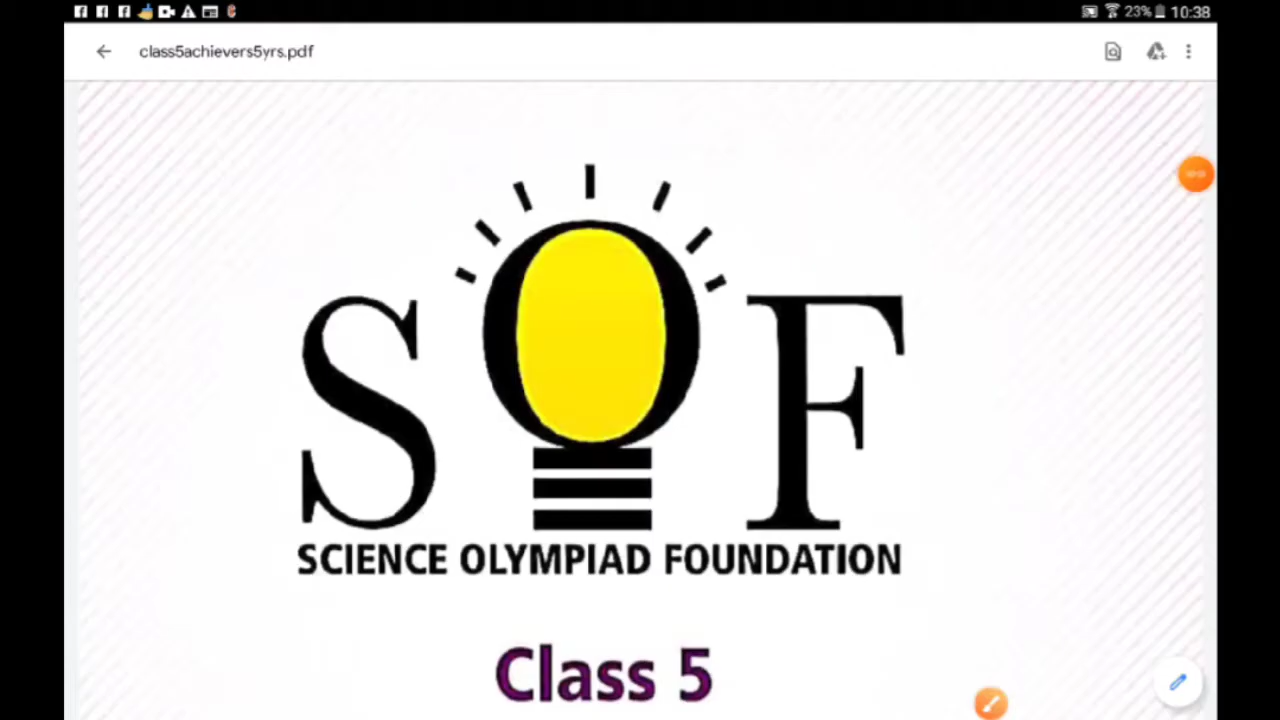 23% 10:38
class5achievers5yrs.pdf
SOF
SCIENCE OLYMPIAD FOUNDATION
Class 5